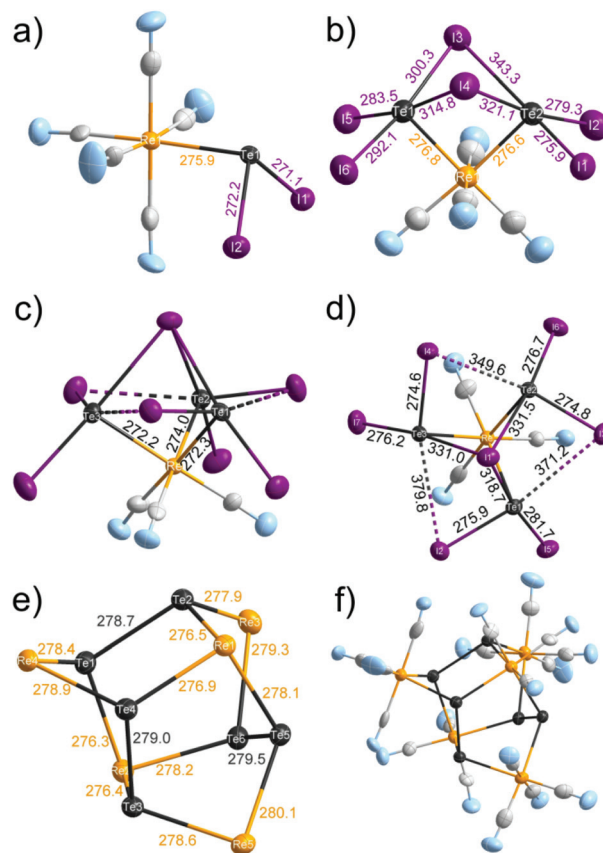 a)
Re
275.9
Te1
271.1
272.2
I1
I2
b)
I3
300.3
343.3
I4
283.5
Te1
314.8
321.1
Te2
279.3
I5
I2
292.1
276.8
276.6
275.9
I6
I1
Re
c)
Te2
Te3
Te1
272.2
274.0
272.3
Re
d)
I6
I4
349.6
276.7
Te2
274.6
274.8
331.5
I7
276.2
Te3
Re
331.0
I1
371.2
379.8
318.7
275.9
Te1
281.7
I2
I5
e)
277.9
Te2
278.7
Re3
276.5
Re1
279.3
278.4
Re4
Te1
278.9
276.9
278.1
Te4
279.0
Te6
Te5
276.3
278.2
279.5
276.4
Te3
280.1
278.6
Re5
f)